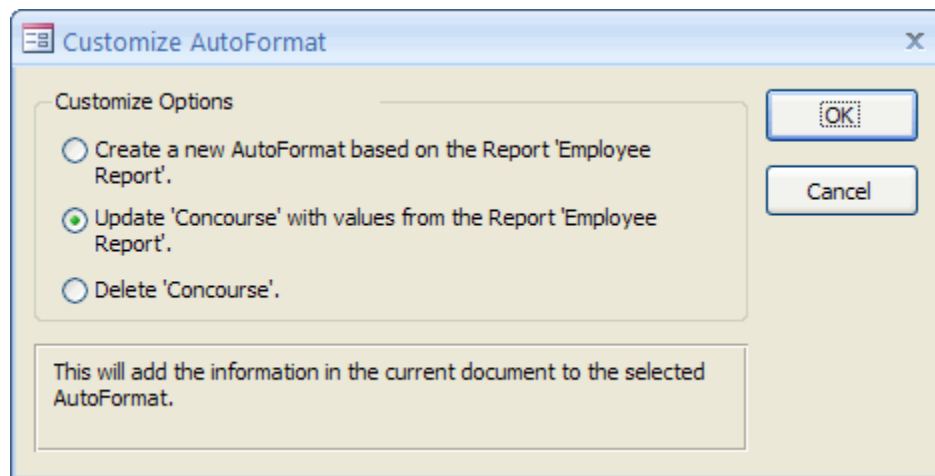 Customize AutoFormat
Customize Options
Create a new AutoFormat based on the Report 'Employee
Report'.
Update 'Concourse' with values from the Report 'Employee
Report'.
Delete 'Concourse'.
This will add the information in the current document to the selected
AutoFormat.
OK
Cancel